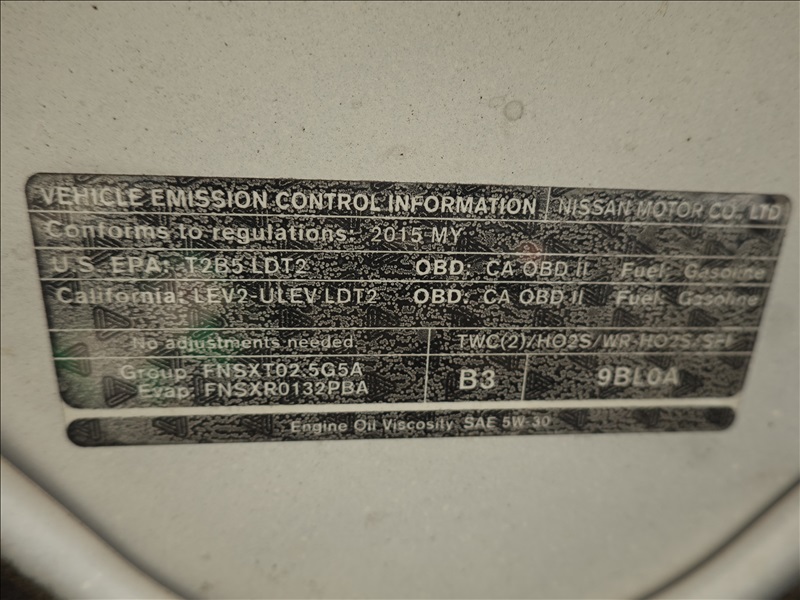 VEHICLE EMISSION CONTROL INFORMATION NISSAN MOTOR CO., LTD
Conforms to regulations: 2015 MY
U.S. EPA: T2B5 LDT2 OBD: CA OBD II Fuel: Gasoline
California: LEV2-ULEV LDT2 OBD: CA OBD II Fuel: Gasoline
No adjustments needed. TWC(2)/HO2S/WR-HO2S/SFI
Group: FNSXT02.5G5A
Evap: FNSXR0132PBA
B3 9BL0A
Engine Oil Viscosity SAE 5W-30